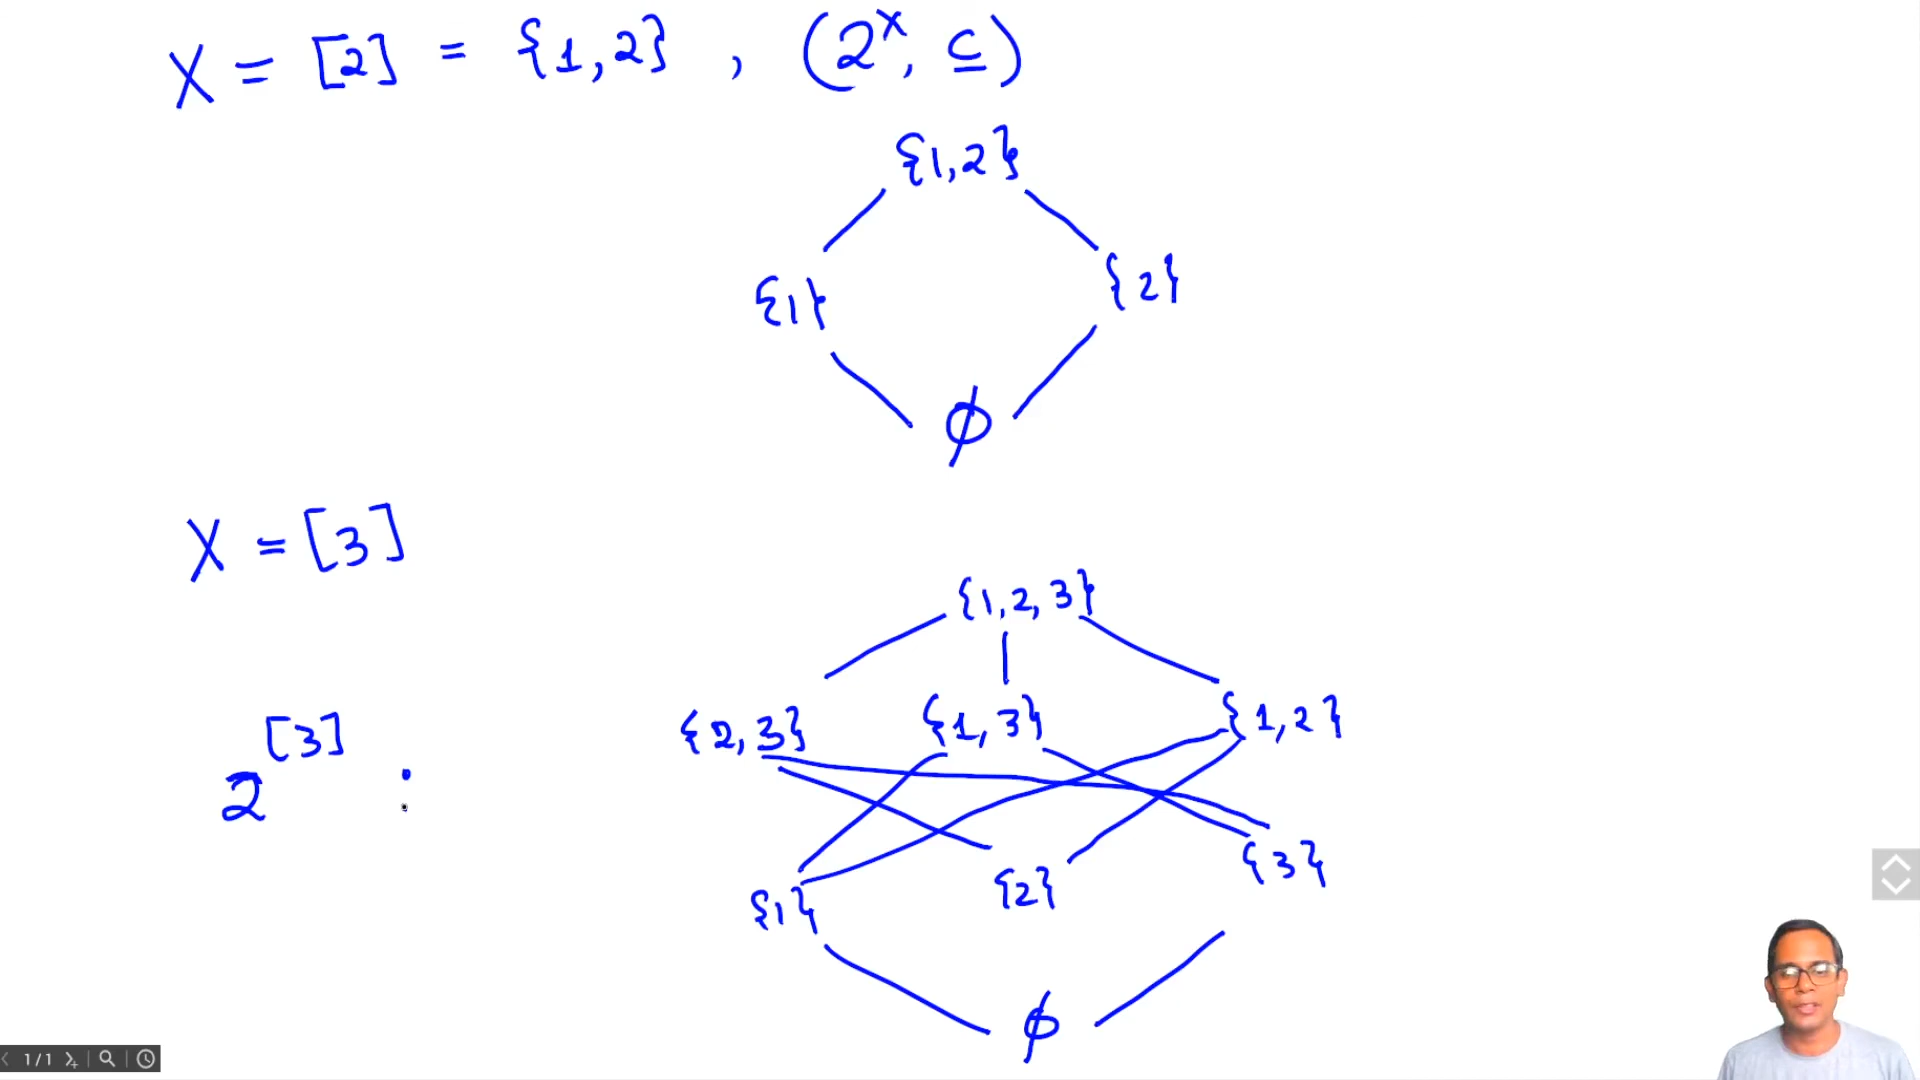 X = [2] = {1,2} , (2^X, ⊆)
{1,2}
{1} {2}
∅
X = [3]
{1,2,3}
2^[3] : {2,3} {1,3} {1,2}
{1} {2} {3}
∅
1/1